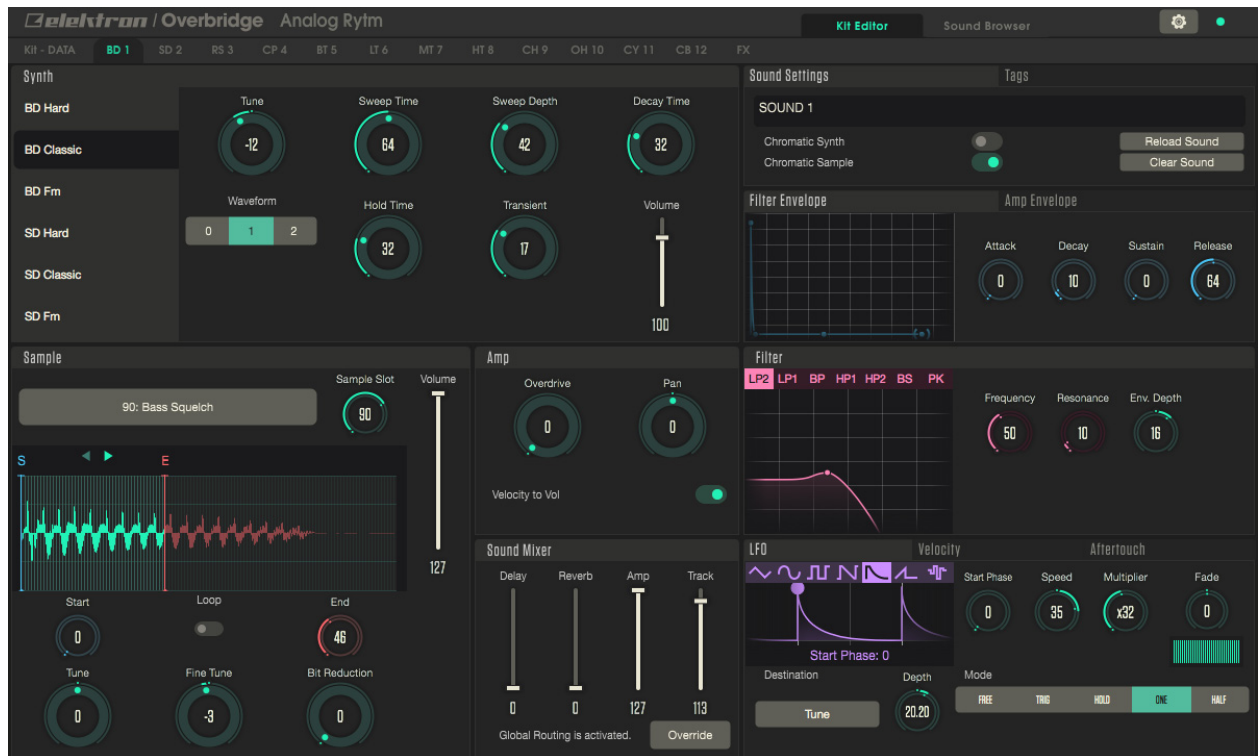 elektron / Overbridge Analog Rytm
Kit Editor
Sound Browser
Kit - DATA BD 1 SD 2 RS 3 CP 4 BT 5 LT 6 MT 7 HT 8 CH 9 OH 10 CY 11 CB 12 FX
Synth
BD Hard
BD Classic
BD Fm
SD Hard
SD Classic
SD Fm
Tune Sweep Time Sweep Depth Decay Time
-12 64 42 32
Waveform Hold Time Transient Volume
0 1 2
32 17
100
Sound Settings Tags
SOUND 1
Chromatic Synth Reload Sound
Chromatic Sample Clear Sound
Filter Envelope Amp Envelope
Attack Decay Sustain Release
0 10 0 64
Sample
Sample Slot Volume
90: Bass Squelch 90
S E
127
Start Loop End
0 46
Tune Fine Tune Bit Reduction
0 -3 0
Amp
Overdrive Pan
0 0
Velocity to Vol
Sound Mixer
Delay Reverb Amp Track
0 0 127 113
Global Routing is activated. Override
Filter
LP2 LP1 BP HP1 HP2 BS PK
Frequency Resonance Env. Depth
50 10 16
LFO Velocity Aftertouch
Start Phase Speed Multiplier Fade
0 35 x32 0
Start Phase: 0
Destination Depth Mode
Tune 20.20
FREE TRIG HOLD ONE HALF